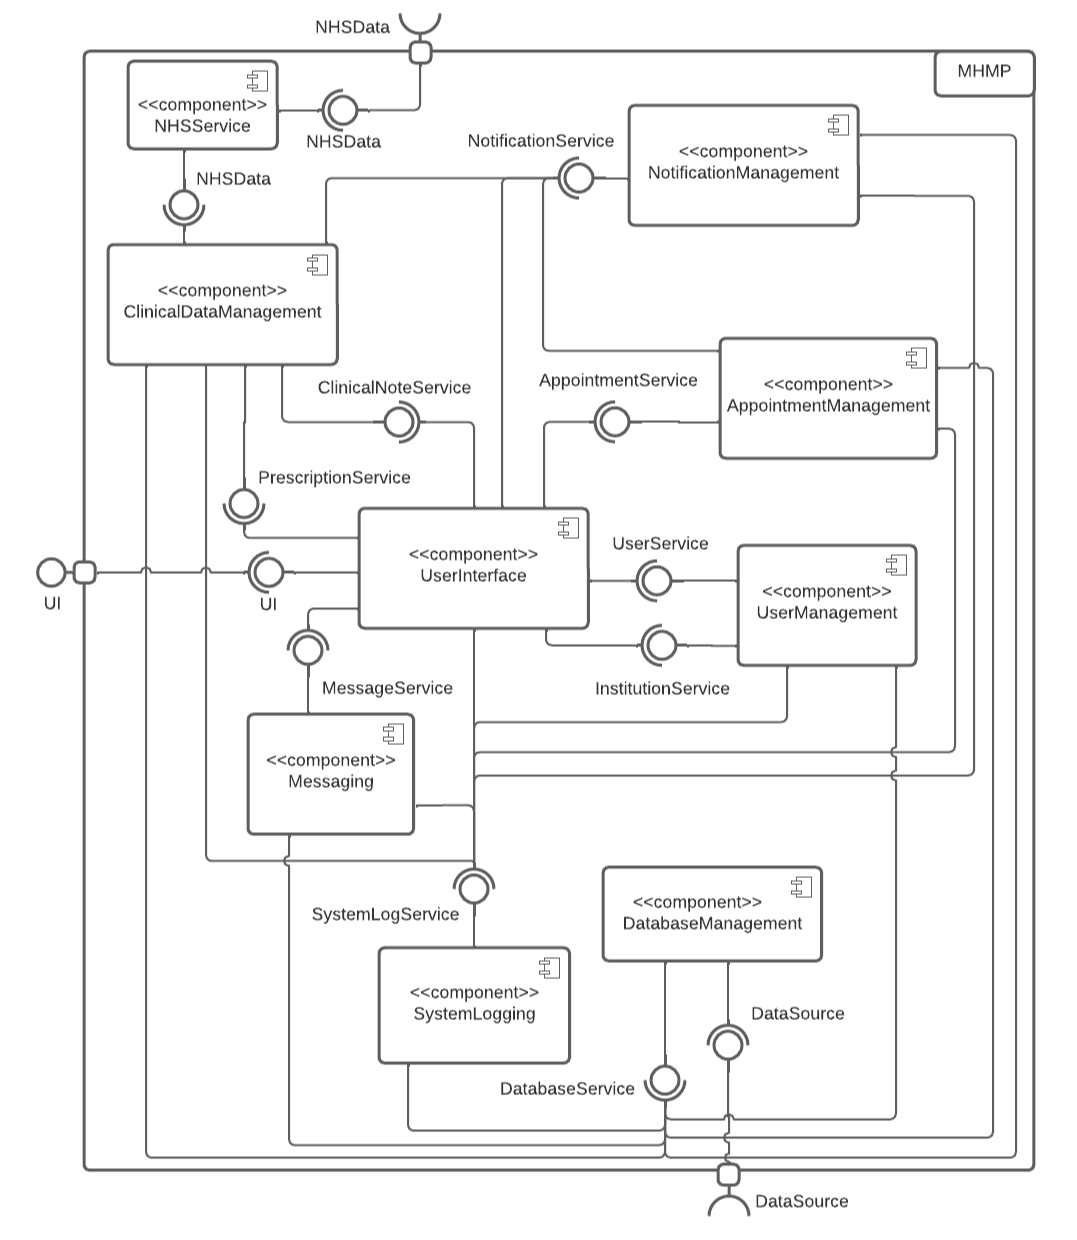 NHSData
MHMP
<<component>>
NHSService
NHSData
NotificationService
<<component>>
NotificationManagement
NHSData
<<component>>
ClinicalDataManagement
ClinicalNoteService
AppointmentService
<<component>>
AppointmentManagement
PrescriptionService
<<component>>
UserInterface
UserService
<<component>>
UserManagement
UI
UI
MessageService
InstitutionService
<<component>>
Messaging
SystemLogService
<<component>>
DatabaseManagement
<<component>>
SystemLogging
DataSource
DatabaseService
DataSource